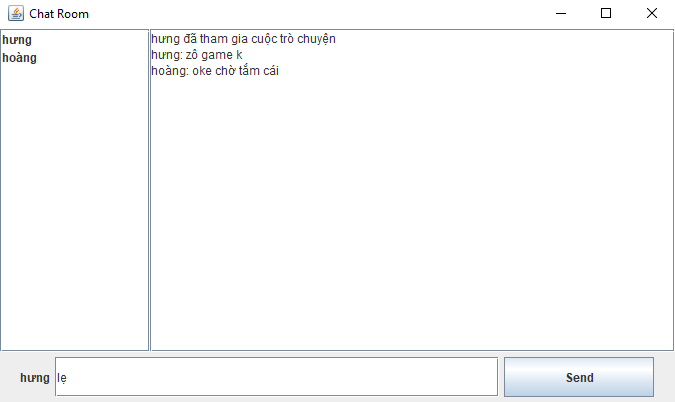 Chat Room
hưng
hoàng
hưng đã tham gia cuộc trò chuyện
hưng: zô game k
hoàng: oke chờ tắm cái
hưng
lẹ
Send